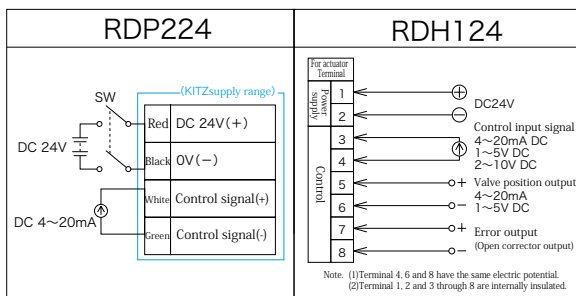 RDP224
RDH124
(KITZsupply range)
SW
DC 24V
DC 4～20mA
Red
DC 24V(+)
Black
0V(−)
White
Control signal(+)
Green
Control signal(-)
For actuator
Terminal
Power
supply
Control
1
2
3
4
5
6
7
8
+
−
DC24V
Control input signal
4～20mA DC
1～5V DC
2～10V DC
+ Valve position output
− 4～20mA
1～5V DC
+ Error output
− (Open corrector output)
Note. (1)Terminal 4, 6 and 8 have the same electric potential.
(2)Terminal 1, 2 and 3 through 8 are internally insulated.